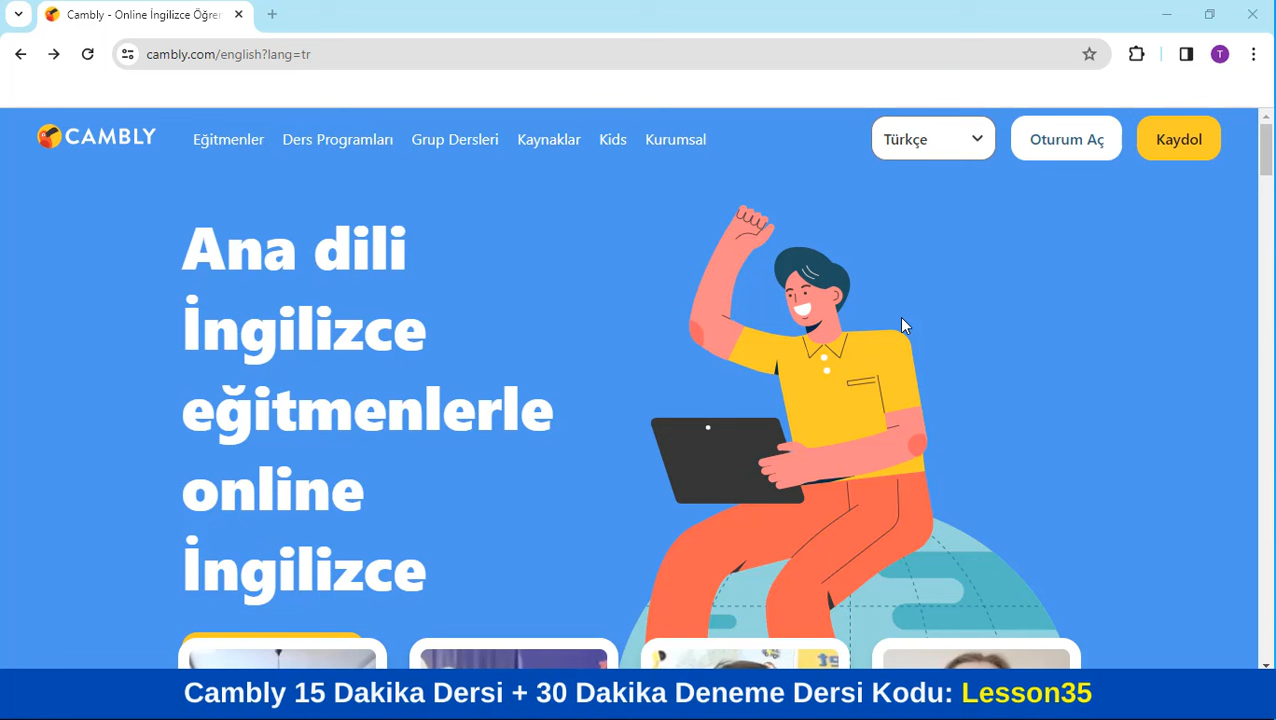 Cambly - Online İngilizce Öğren
cambly.com/english?lang=tr
T
CAMBLY
Eğitmenler
Ders Programları
Grup Dersleri
Kaynaklar
Kids
Kurumsal
Türkçe
Oturum Aç
Kaydol
Ana dili
İngilizce
eğitmenlerle
online
İngilizce
Cambly 15 Dakika Dersi + 30 Dakika Deneme Dersi Kodu: Lesson35